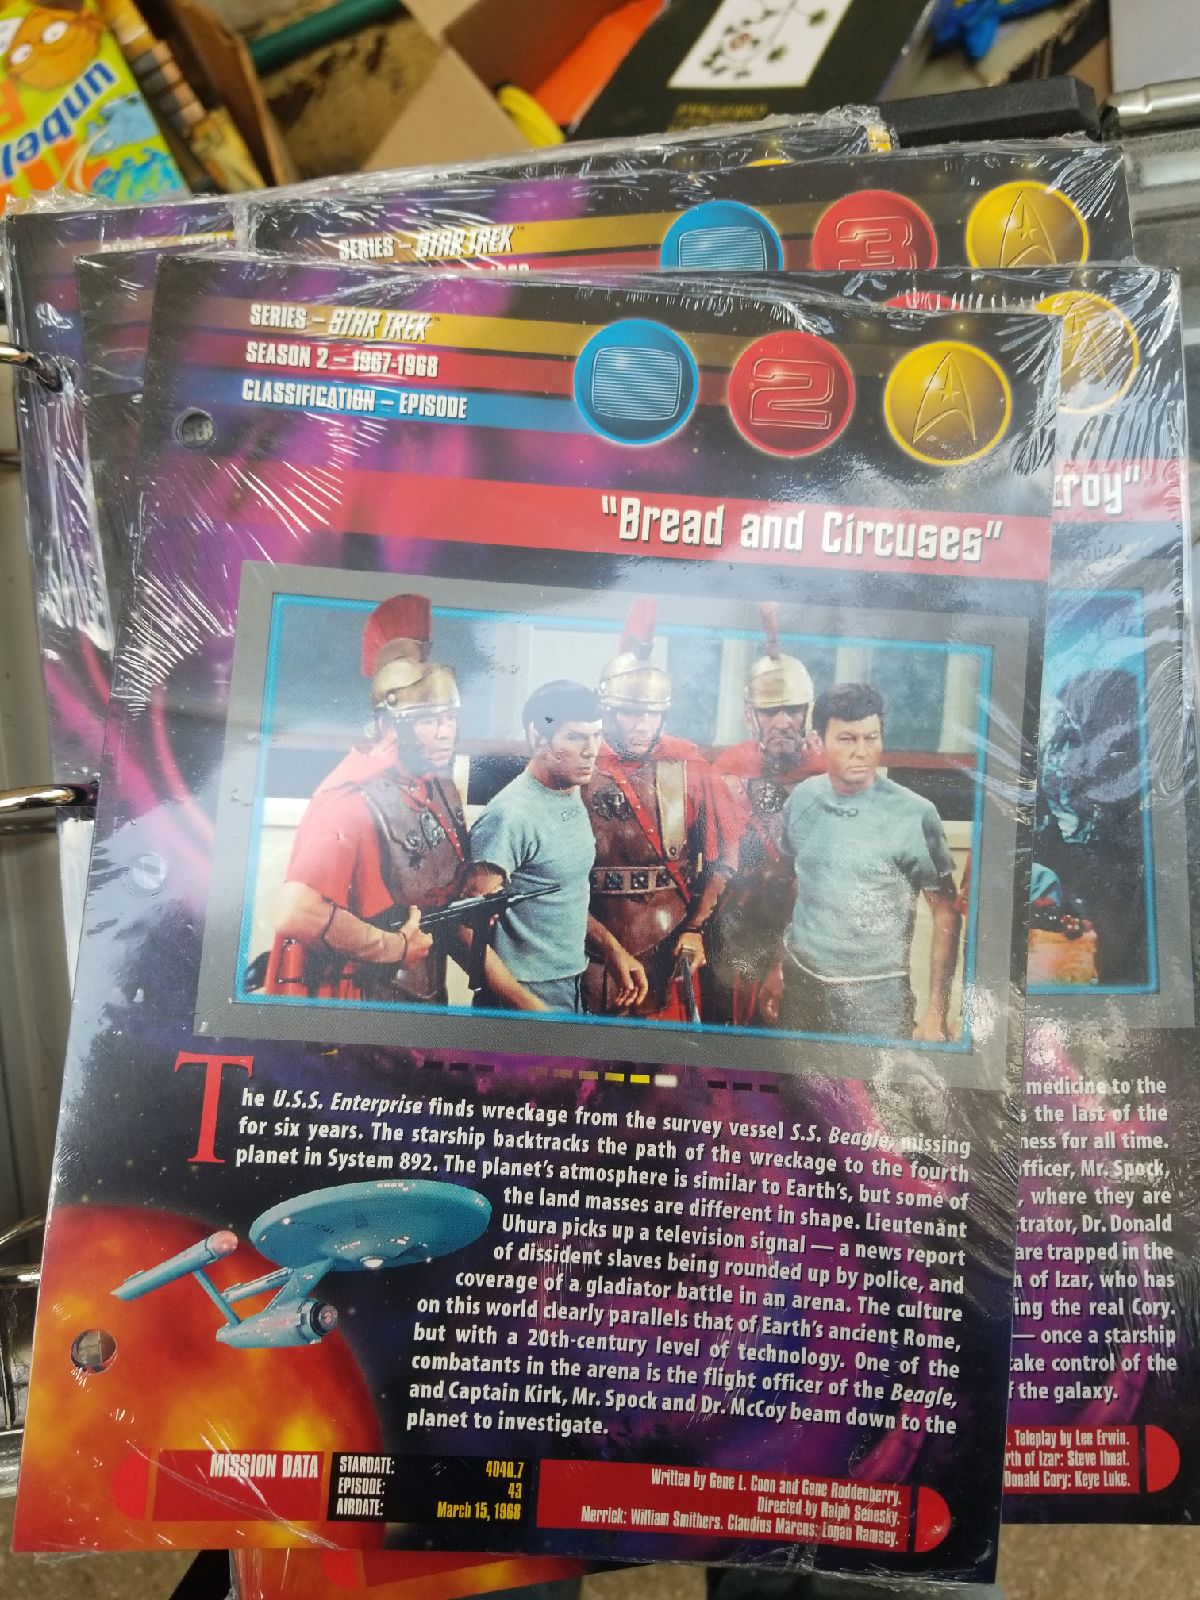 unbel
SERIES – STAR TREK™
3
SERIES – STAR TREK™
SEASON 2 – 1967-1968
CLASSIFICATION – EPISODE
2
"Bread and Circuses"
troy"
The U.S.S. Enterprise finds wreckage from the survey vessel S.S. Beagle, missing
for six years. The starship backtracks the path of the wreckage to the fourth
planet in System 892. The planet's atmosphere is similar to Earth's, but some of
the land masses are different in shape. Lieutenant
Uhura picks up a television signal — a news report
of dissident slaves being rounded up by police, and
coverage of a gladiator battle in an arena. The culture
on this world clearly parallels that of Earth's ancient Rome,
but with a 20th-century level of technology. One of the
combatants in the arena is the flight officer of the Beagle,
and Captain Kirk, Mr. Spock and Dr. McCoy beam down to the
planet to investigate.
MISSION DATA
STARDATE: 4040.7
EPISODE: 43
AIRDATE: March 15, 1968
Written by Gene L. Coon and Gene Roddenberry.
Directed by Ralph Senesky.
Merrick: William Smithers. Claudius Marcus: Logan Ramsey.
medicine to the
s the last of the
ness for all time.
fficer, Mr. Spock,
, where they are
trator, Dr. Donald
are trapped in the
h of Izar, who has
ing the real Cory.
— once a starship
take control of the
f the galaxy.
. Teleplay by Lee Erwin.
rth of Izar: Steve Ihnat.
Donald Cory: Keye Luke.